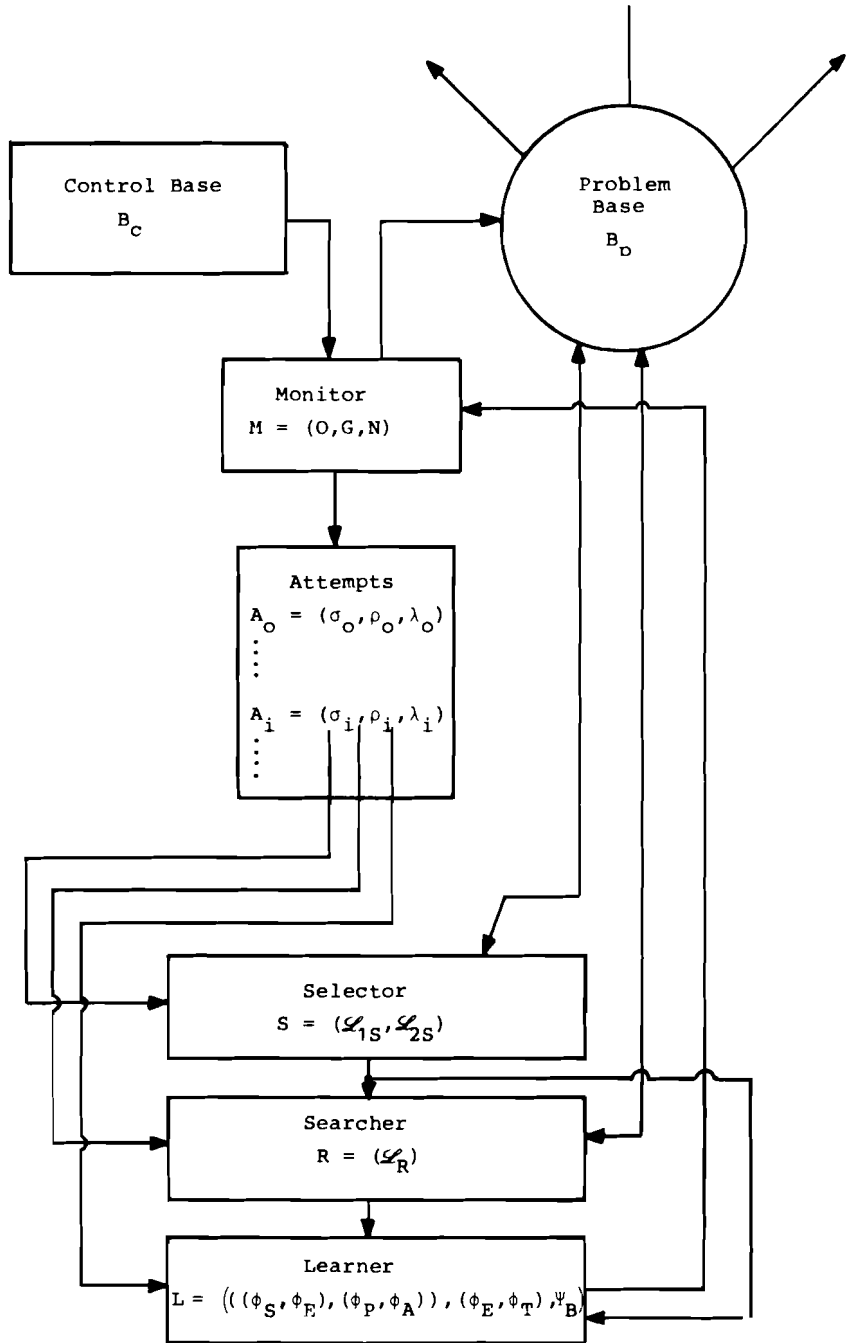 Control Base
B_c
Problem
Base
B_p
Monitor
M = (O,G,N)
Attempts
A_o = (σ_o, ρ_o, λ_o)
A_i = (σ_i, ρ_i, λ_i)
Selector
S = (ℒ_1S, ℒ_2S)
Searcher
R = (ℒ_R)
Learner
L = (((ϕ_S, ϕ_E), (ϕ_P, ϕ_A)), (ϕ_E, ϕ_T), Ψ_B)